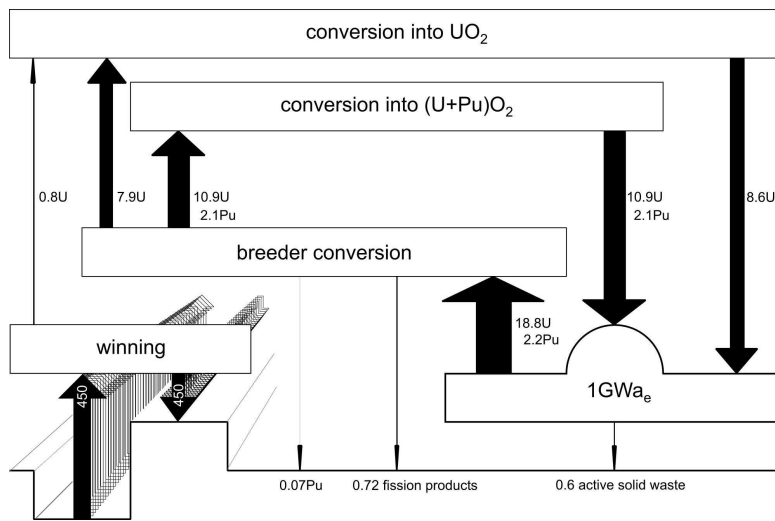 conversion into UO₂
conversion into (U+Pu)O₂
0.8U
7.9U
10.9U
2.1Pu
10.9U
2.1Pu
8.6U
breeder conversion
18.8U
2.2Pu
winning
450
450
1GWaₑ
0.07Pu
0.72 fission products
0.6 active solid waste